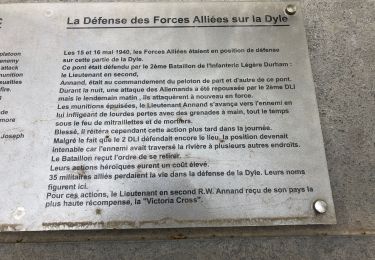 La Défense des Forces Alliées sur la Dyle
Les 15 et 16 mai 1940, les Forces Alliées étaient en position de défense
sur cette partie de la Dyle.
Ce pont était défendu par le 2ème Bataillon de l'Infanterie Légère Durham :
le Lieutenant en second,
Annand, était au commandement du peloton de part et d'autre de ce pont.
Durant la nuit, une attaque des Allemands a été repoussée par le 2ème DLI
mais le lendemain matin , ils attaquèrent à nouveau en force.
Les munitions épuisées, le Lieutenant Annand s'avança vers l'ennemi en
lui infligeant de lourdes pertes avec des grenades à main, tout le temps
sous le feu de mitraillettes et de mortiers.
Blessé, il réitéra cependant cette action plus tard dans la journée.
Malgré le fait que le 2 DLI défendait encore le lieu, la position devenait
intenable car l'ennemi avait traversé la rivière à plusieurs autres endroits.
Le Bataillon reçut l'ordre de se retirer.
Leurs actions héroïques eurent un coût élevé.
35 militaires alliés perdaient la vie dans la défense de la Dyle. Leurs noms
figurent ici.
Pour ces actions, le Lieutenant en second R.W. Annand reçu de son pays la
plus haute récompense, la "Victoria Cross".
platoon
enemy
attack
munition
sualties
fire.
de
more
Joseph